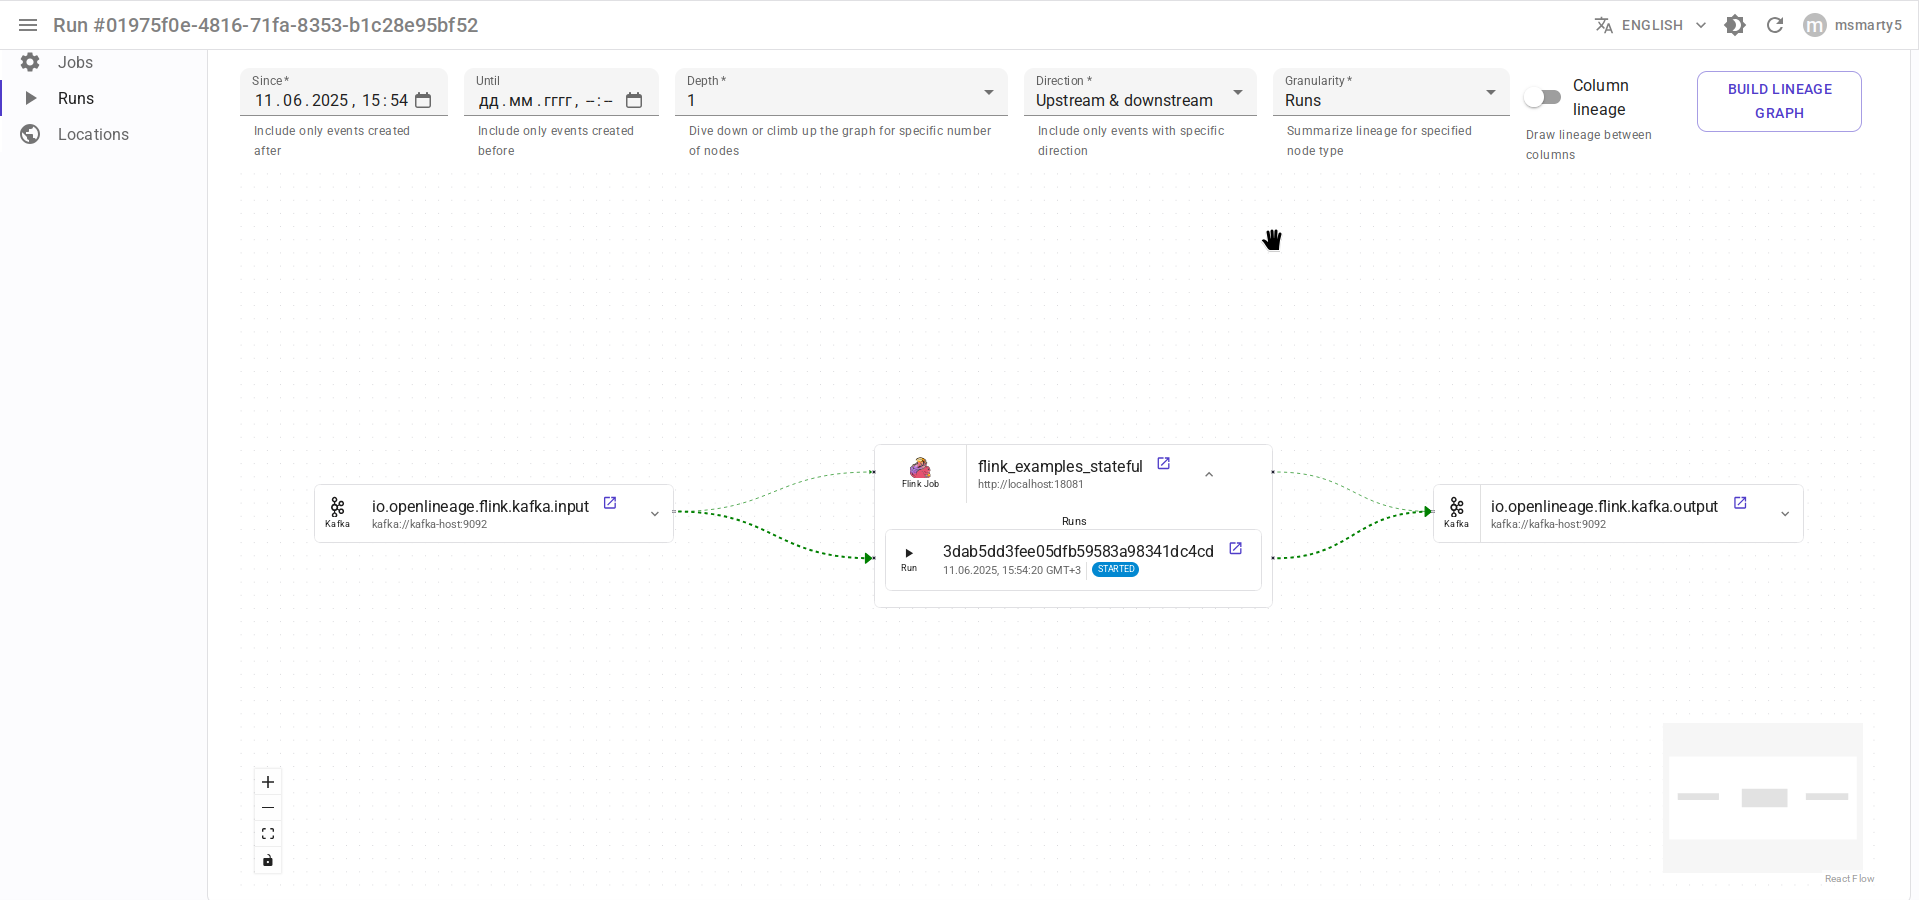 Run #01975f0e-4816-71fa-8353-b1c28e95bf52
ENGLISH
m
msmarty5
Jobs
Runs
Locations
Since *
11.06.2025, 15:54
Include only events created
after
Until
дд.мм.гггг, --:--
Include only events created
before
Depth *
1
Dive down or climb up the graph for specific number
of nodes
Direction *
Upstream & downstream
Include only events with specific
direction
Granularity *
Runs
Summarize lineage for specified
node type
Column
lineage
Draw lineage between
columns
BUILD LINEAGE
GRAPH
Kafka
io.openlineage.flink.kafka.input
kafka://kafka-host:9092
Flink Job
flink_examples_stateful
http://localhost:18081
Runs
Run
3dab5dd3fee05dfb59583a98341dc4cd
11.06.2025, 15:54:20 GMT+3
STARTED
Kafka
io.openlineage.flink.kafka.output
kafka://kafka-host:9092
React Flow